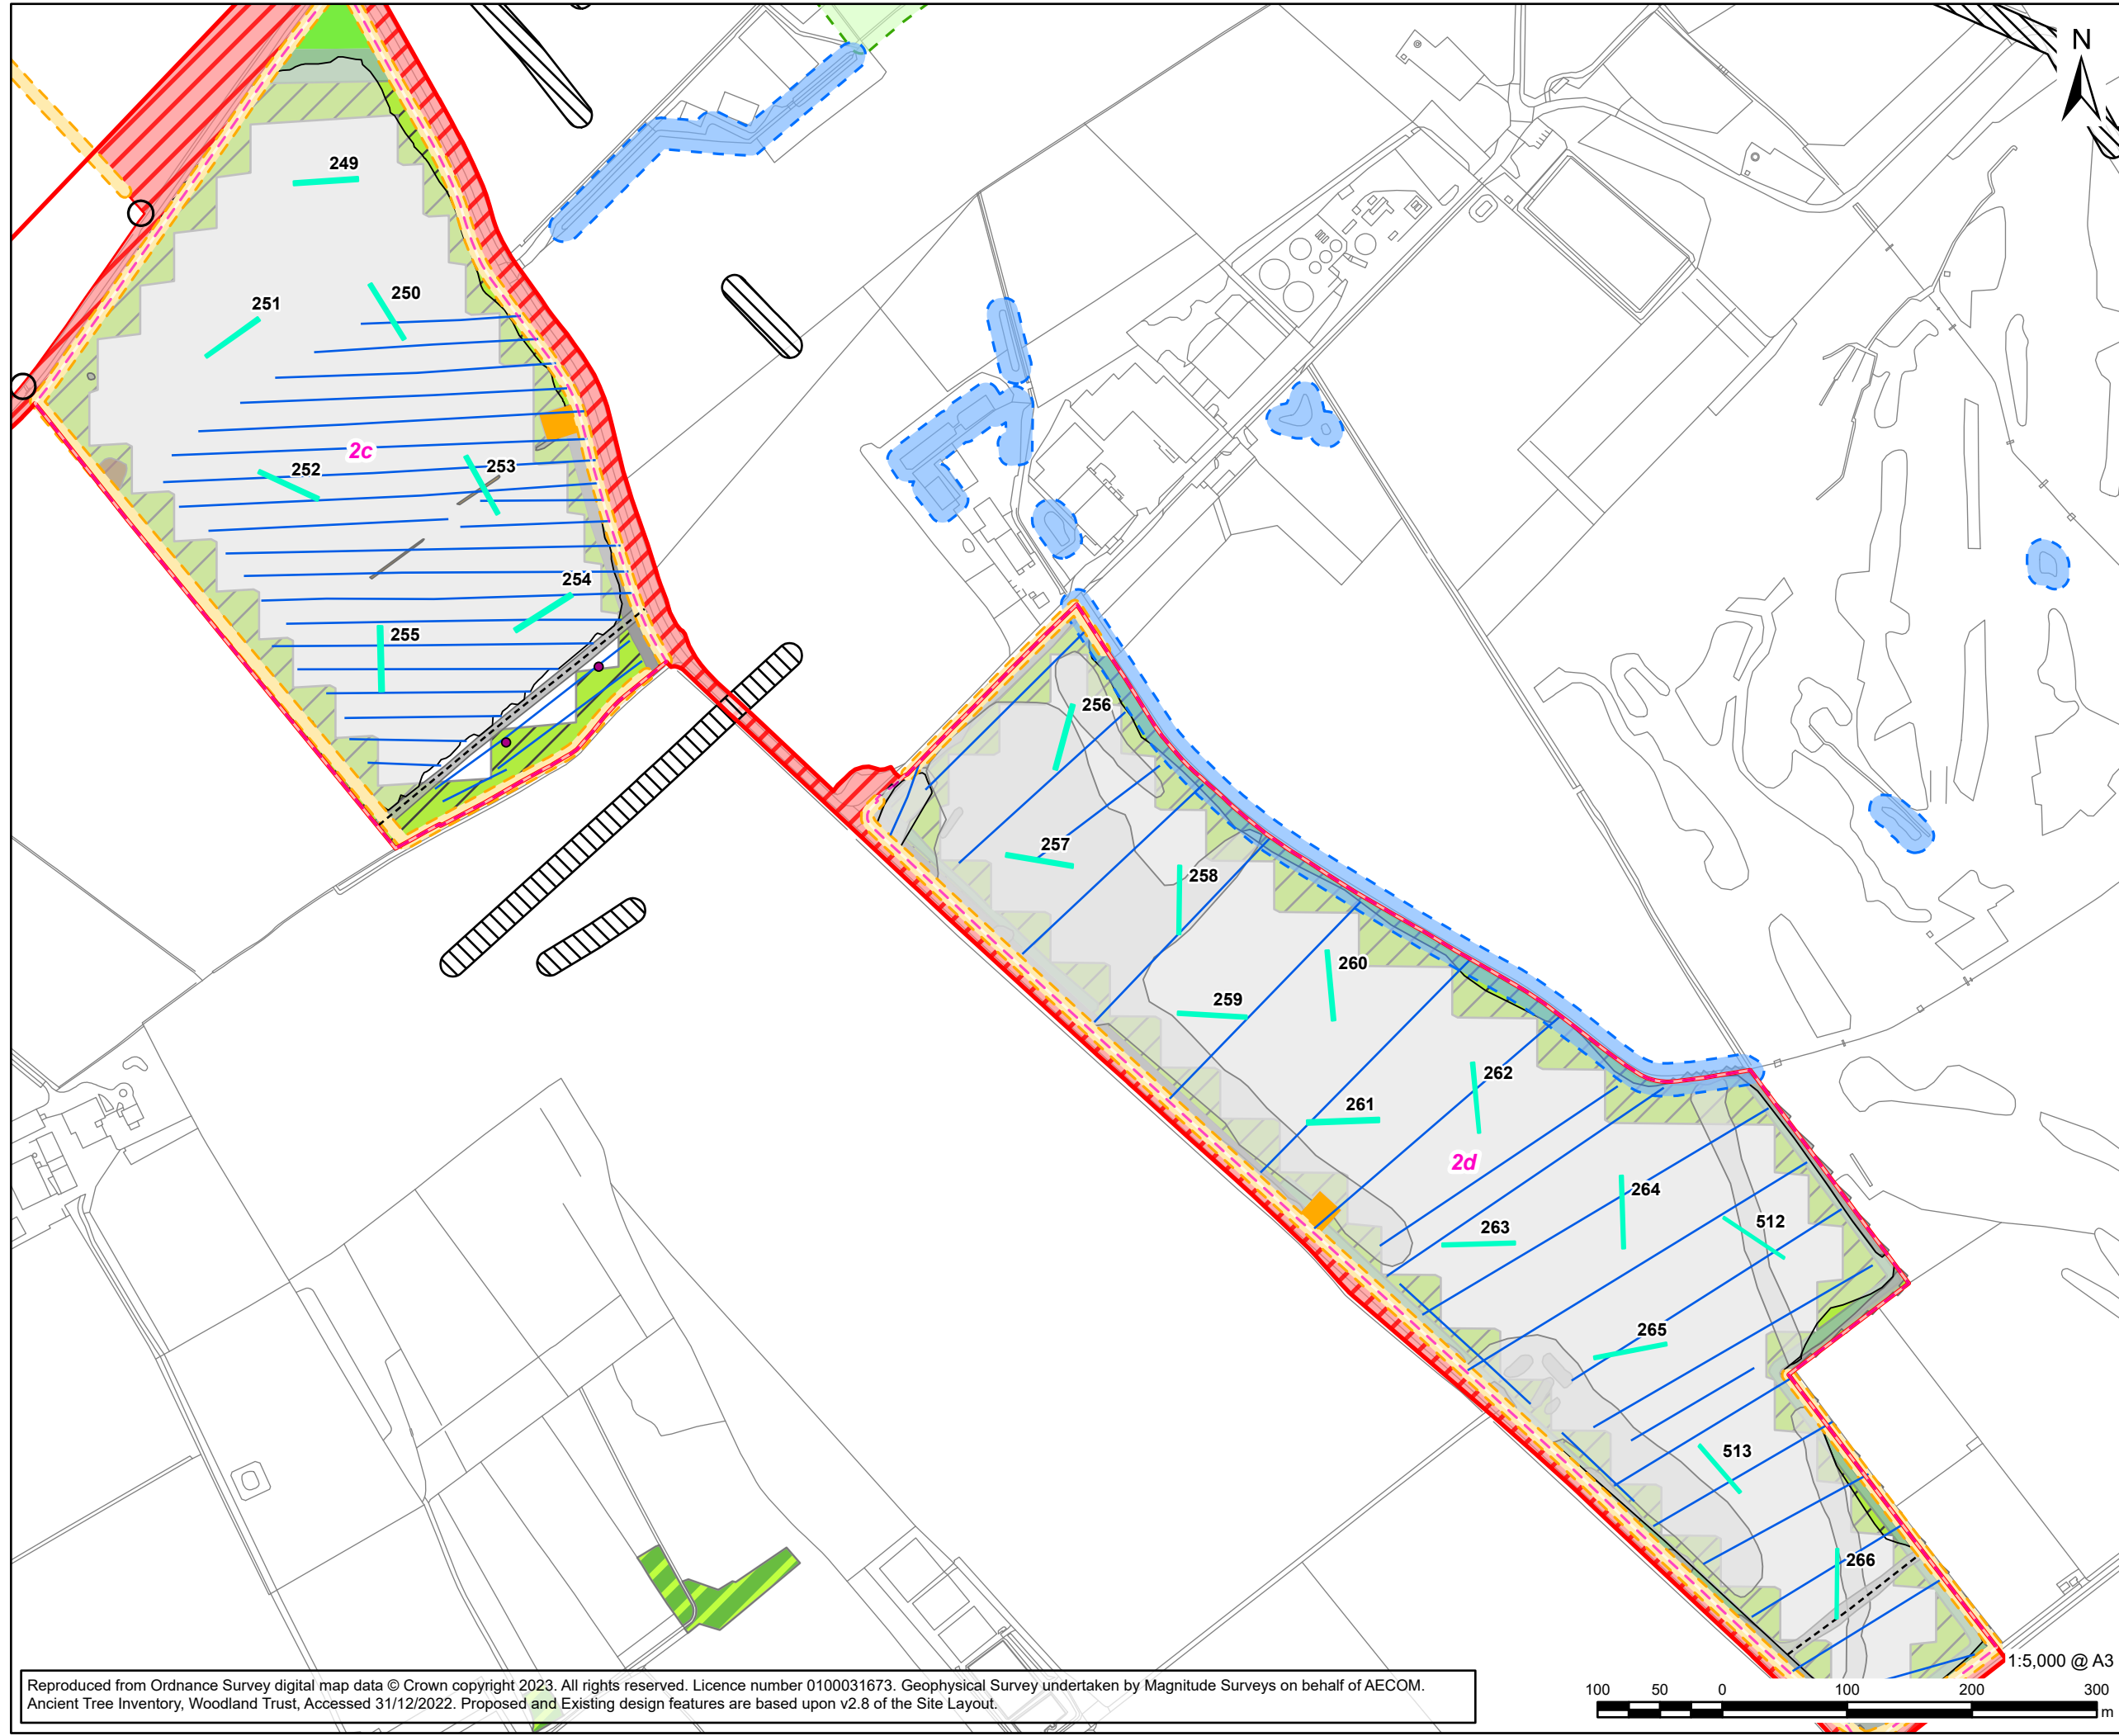 N
249
250
251
2c
252
253
254
255
256
257
258
260
259
262
261
2d
264
512
263
265
513
266
1:5,000 @ A3
100 50 0 100 200 300
m
Reproduced from Ordnance Survey digital map data © Crown copyright 2023. All rights reserved. Licence number 0100031673. Geophysical Survey undertaken by Magnitude Surveys on behalf of AECOM.
Ancient Tree Inventory, Woodland Trust, Accessed 31/12/2022. Proposed and Existing design features are based upon v2.8 of the Site Layout.